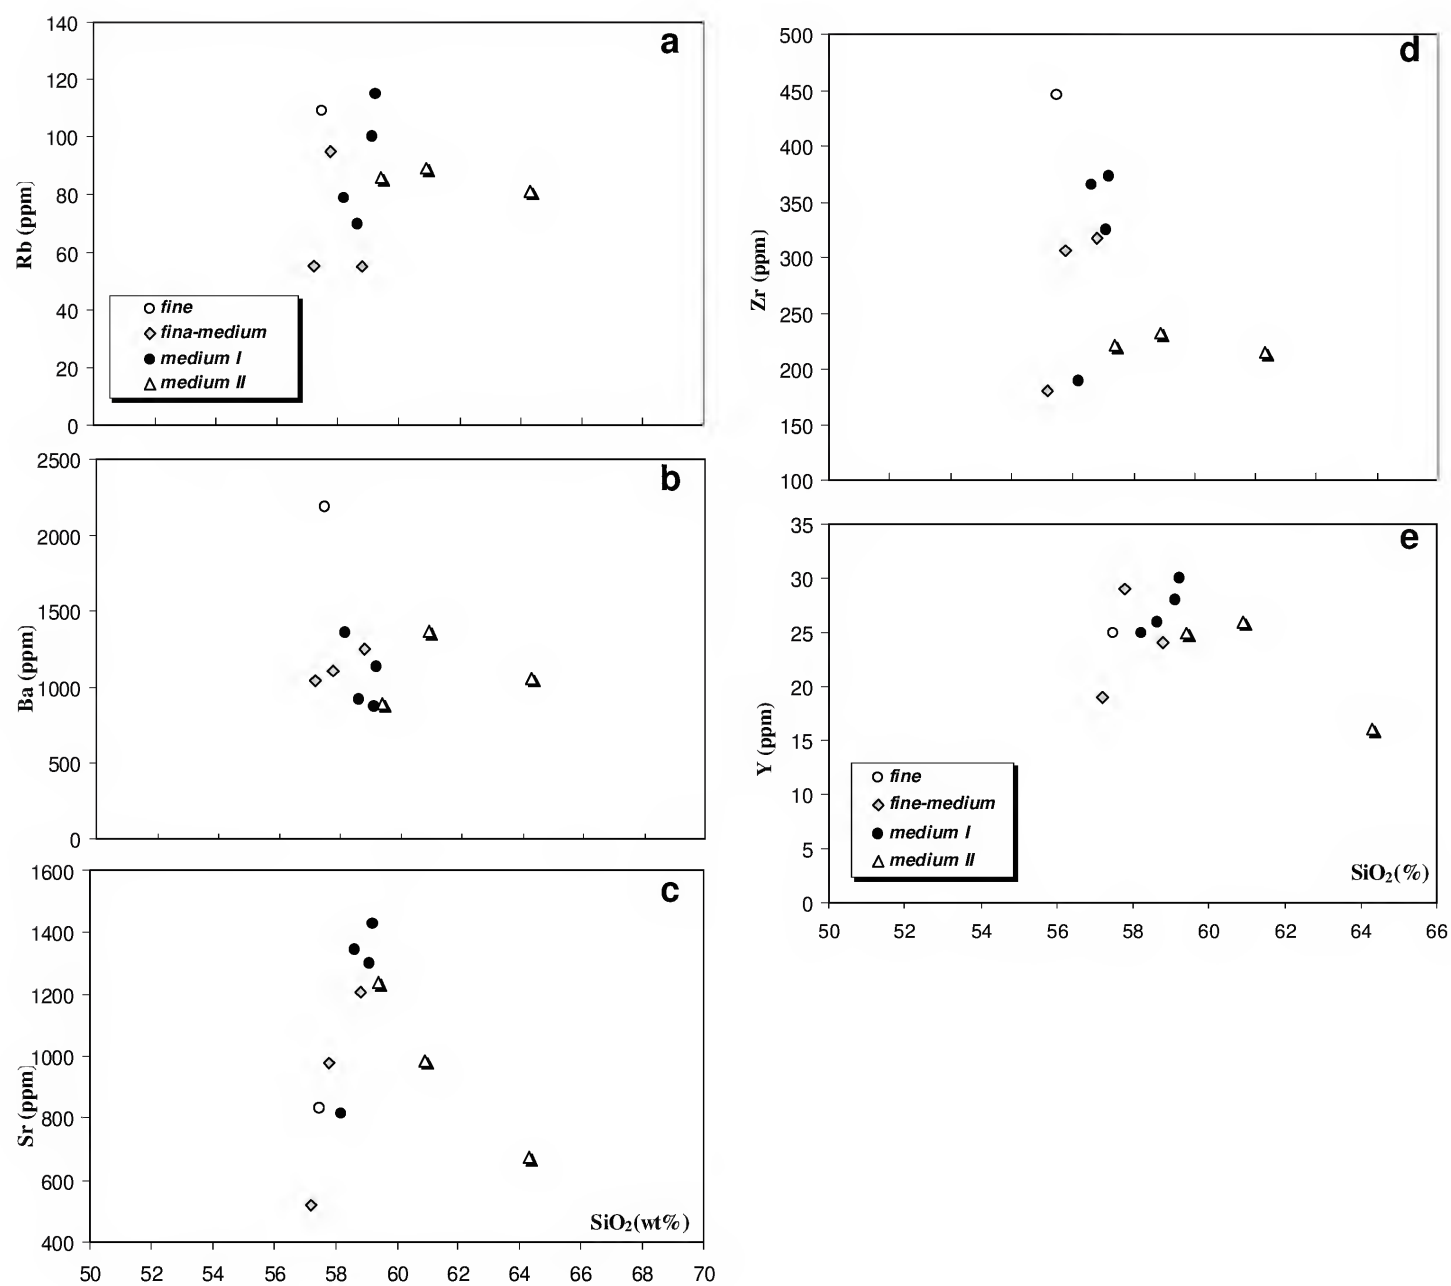 a
140
120
100
80
60
40
20
0
Rb (ppm)
fine
fina-medium
medium I
medium II
b
2500
2000
1500
1000
500
0
Ba (ppm)
c
1600
1400
1200
1000
800
600
400
Sr (ppm)
SiO₂(wt%)
50 52 54 56 58 60 62 64 66 68 70
d
500
450
400
350
300
250
200
150
100
Zr (ppm)
e
35
30
25
20
15
10
5
0
Y (ppm)
fine
fine-medium
medium I
medium II
SiO₂(%)
50 52 54 56 58 60 62 64 66